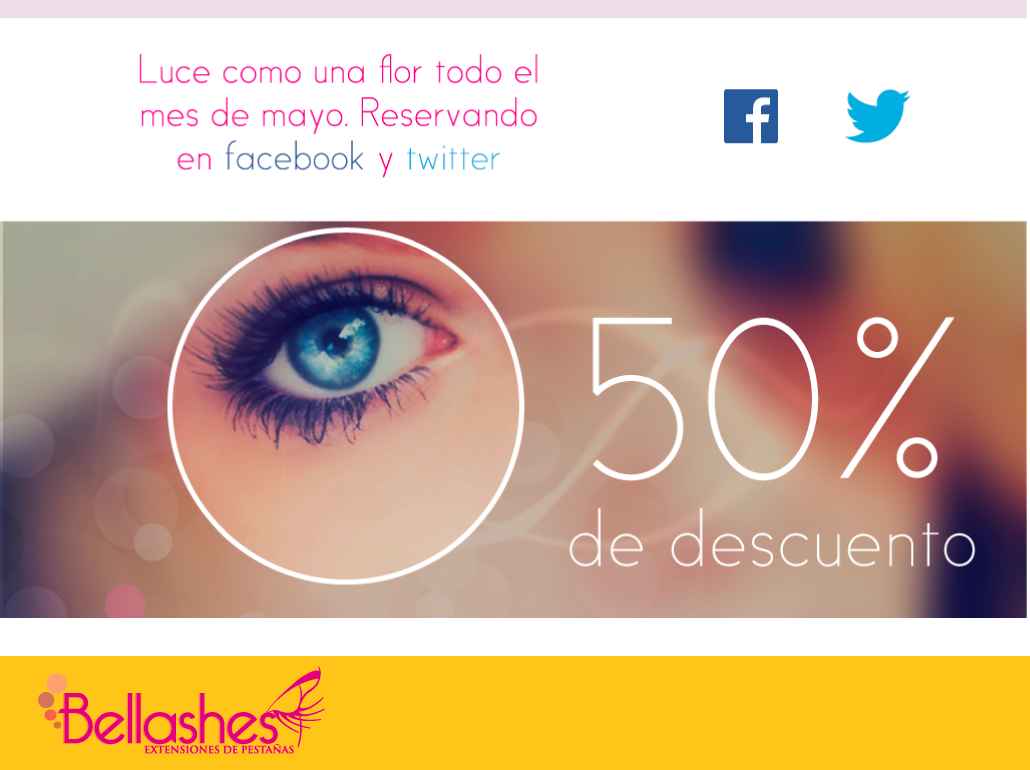 Luce como una flor todo el
mes de mayo. Reservando
en facebook y twitter
50%
de descuento
Bellashes
EXTENSIONES DE PESTAÑAS